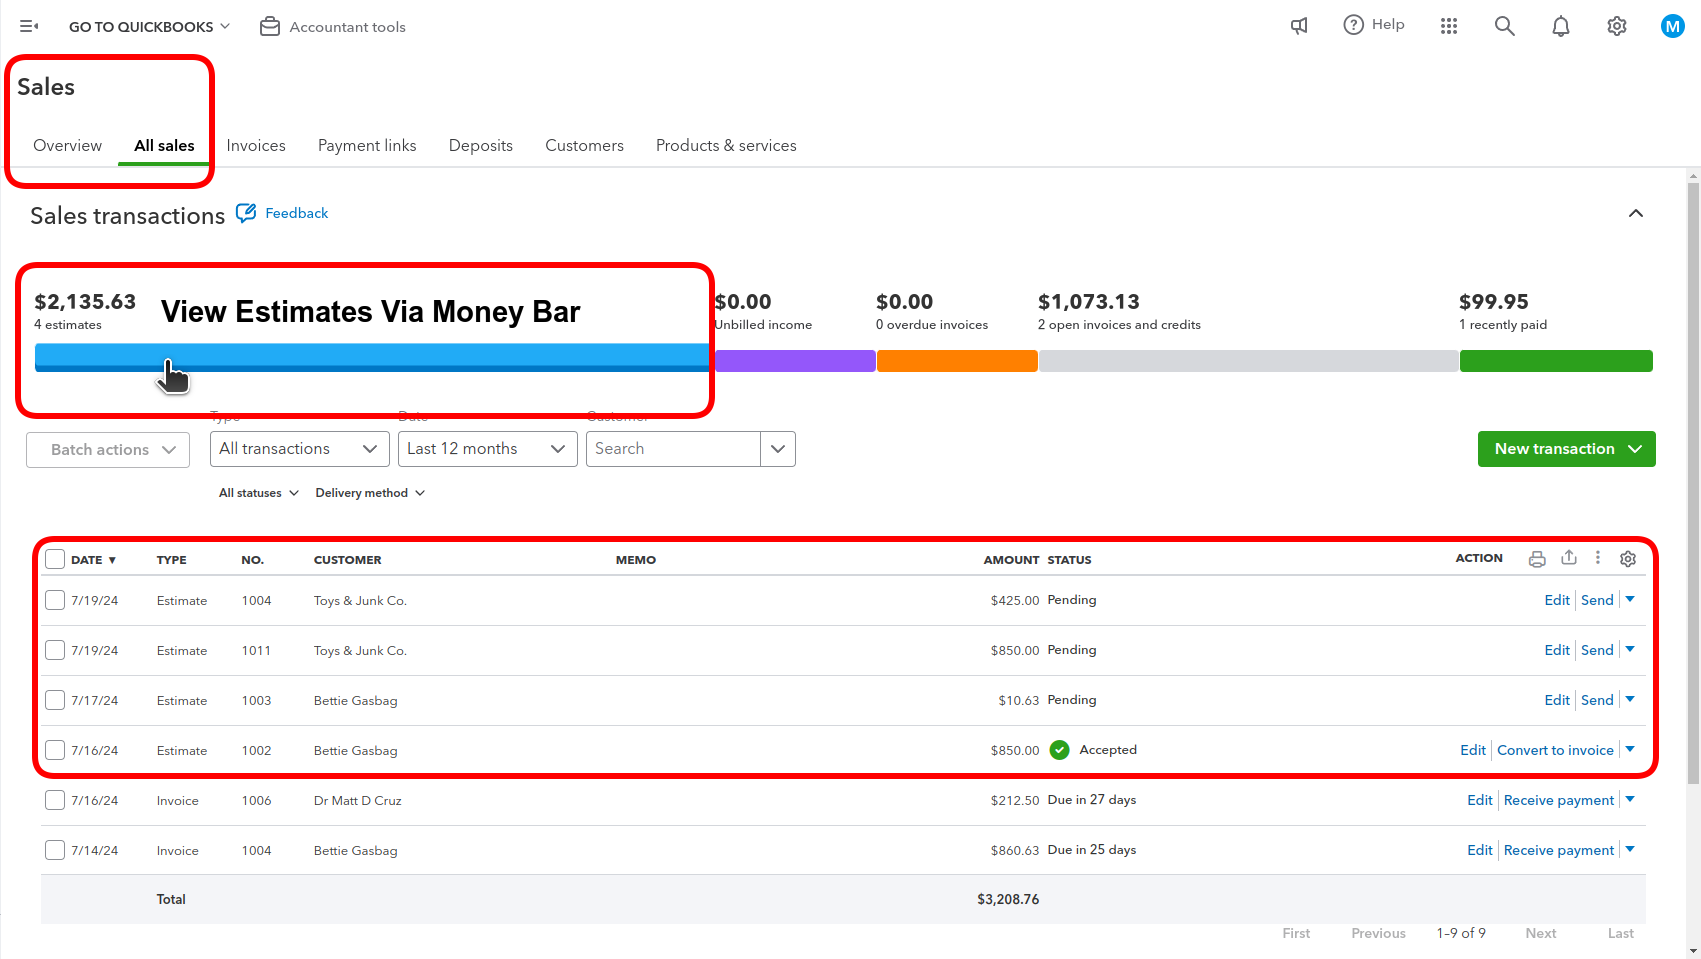 GO TO QUICKBOOKS Accountant tools Help M
Sales
Overview All sales Invoices Payment links Deposits Customers Products & services
Sales transactions Feedback
$2,135.63 View Estimates Via Money Bar $0.00 $0.00 $1,073.13 $99.95
4 estimates Unbilled income 0 overdue invoices 2 open invoices and credits 1 recently paid
Type Date Customer
Batch actions All transactions Last 12 months Search New transaction
All statuses Delivery method
DATE ▼ TYPE NO. CUSTOMER MEMO AMOUNT STATUS ACTION
7/19/24 Estimate 1004 Toys & Junk Co. $425.00 Pending Edit Send
7/19/24 Estimate 1011 Toys & Junk Co. $850.00 Pending Edit Send
7/17/24 Estimate 1003 Bettie Gasbag $10.63 Pending Edit Send
7/16/24 Estimate 1002 Bettie Gasbag $850.00 Accepted Edit Convert to invoice
7/16/24 Invoice 1006 Dr Matt D Cruz $212.50 Due in 27 days Edit Receive payment
7/14/24 Invoice 1004 Bettie Gasbag $860.63 Due in 25 days Edit Receive payment
Total $3,208.76
First Previous 1-9 of 9 Next Last